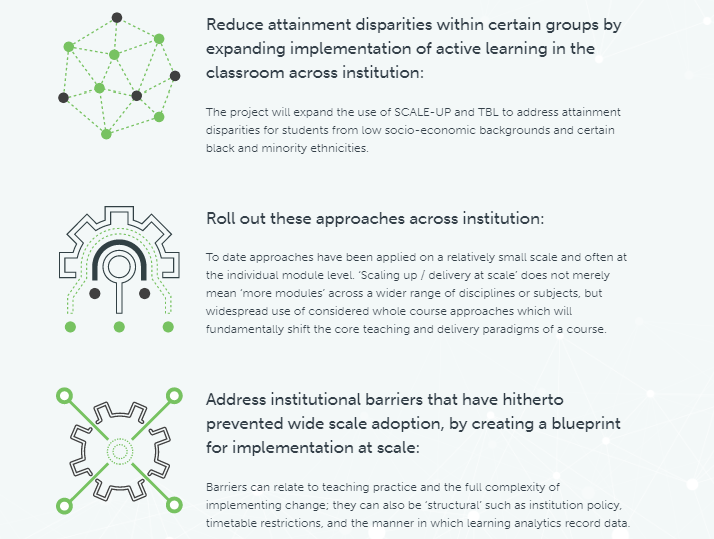 Reduce attainment disparities within certain groups by
expanding implementation of active learning in the
classroom across institution:
The project will expand the use of SCALE-UP and TBL to address attainment
disparities for students from low socio-economic backgrounds and certain
black and minority ethnicities.
Roll out these approaches across institution:
To date approaches have been applied on a relatively small scale and often at
the individual module level. ‘Scaling up / delivery at scale’ does not merely
mean ‘more modules’ across a wider range of disciplines or subjects, but
widespread use of considered whole course approaches which will
fundamentally shift the core teaching and delivery paradigms of a course.
Address institutional barriers that have hitherto
prevented wide scale adoption, by creating a blueprint
for implementation at scale:
Barriers can relate to teaching practice and the full complexity of
implementing change; they can also be ‘structural’ such as institution policy,
timetable restrictions, and the manner in which learning analytics record data.